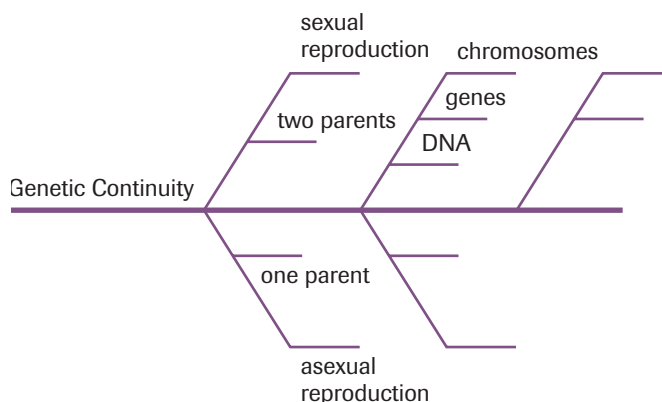 sexual
reproduction
chromosomes
genes
two parents
DNA
Genetic Continuity
one parent
asexual
reproduction